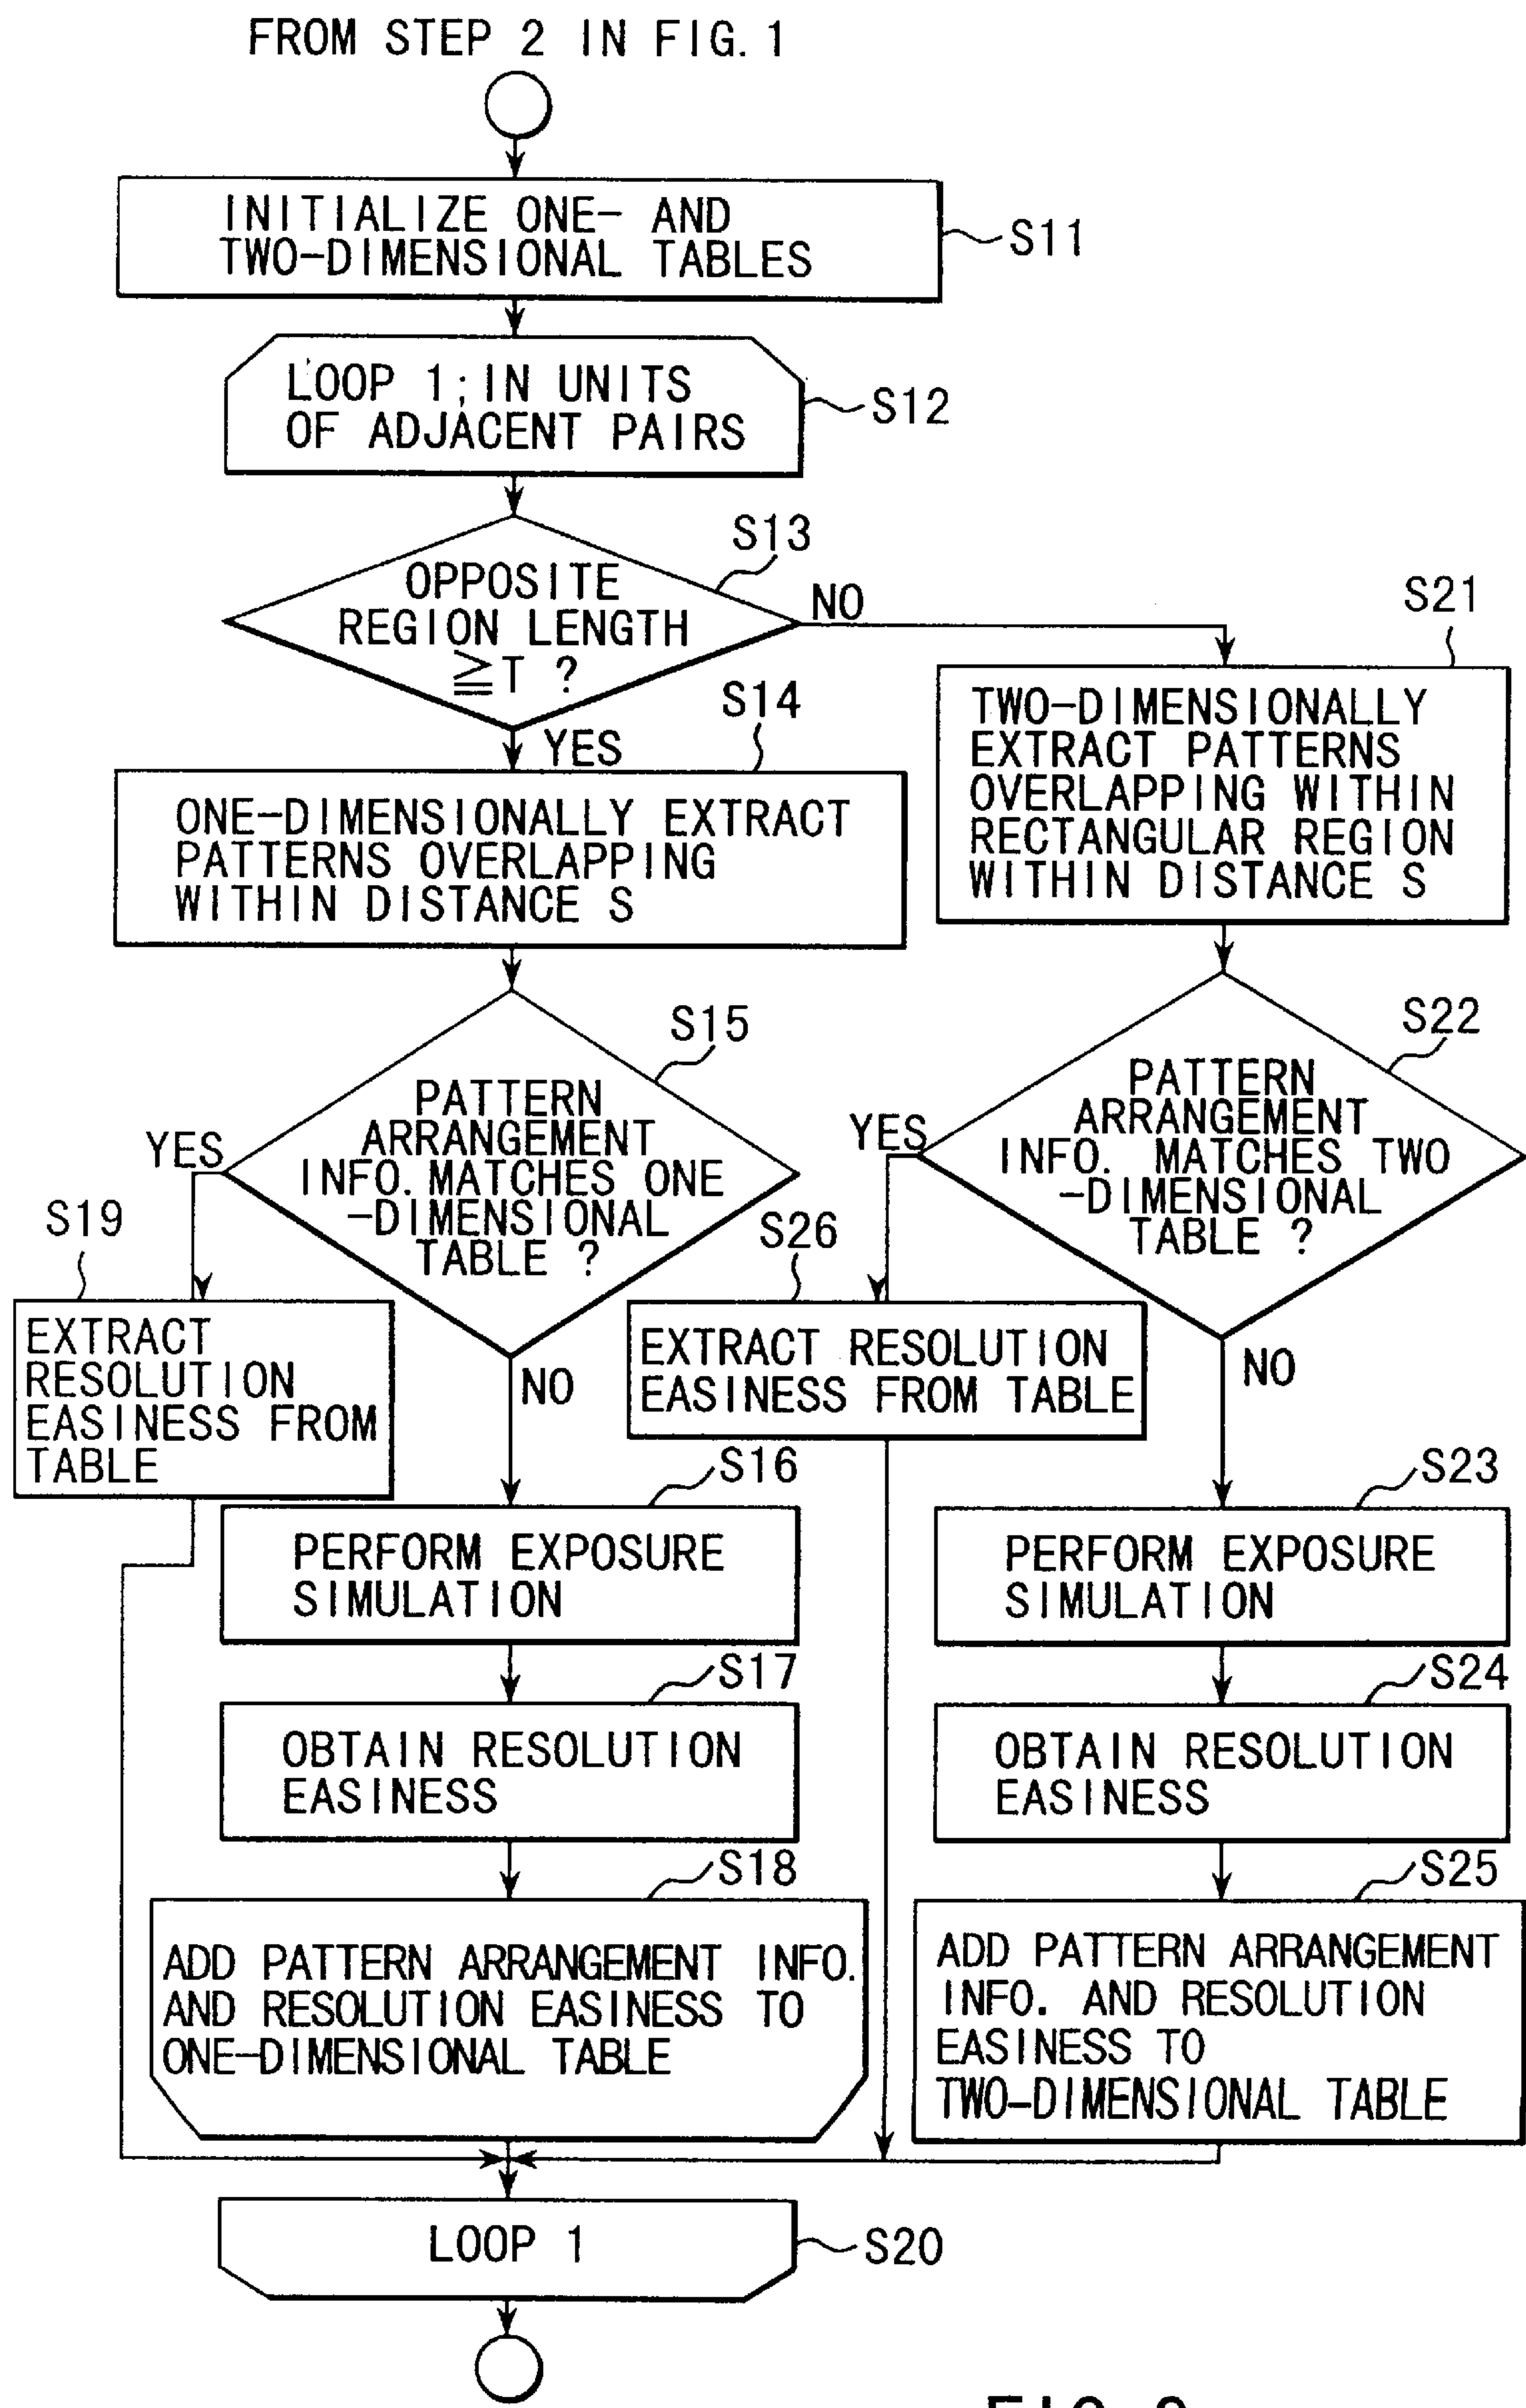 FROM STEP 2 IN FIG. 1
INITIALIZE ONE- AND
TWO-DIMENSIONAL TABLES
S11
LOOP 1; IN UNITS
OF ADJACENT PAIRS
S12
S13
OPPOSITE
REGION LENGTH
≧T ?
NO
YES
S14
ONE-DIMENSIONALLY EXTRACT
PATTERNS OVERLAPPING
WITHIN DISTANCE S
S21
TWO-DIMENSIONALLY
EXTRACT PATTERNS
OVERLAPPING WITHIN
RECTANGULAR REGION
WITHIN DISTANCE S
S15
PATTERN
ARRANGEMENT
INFO. MATCHES ONE
-DIMENSIONAL
TABLE ?
YES
NO
S22
PATTERN
ARRANGEMENT
INFO. MATCHES TWO
-DIMENSIONAL
TABLE ?
YES
NO
S19
EXTRACT
RESOLUTION
EASINESS FROM
TABLE
S26
EXTRACT RESOLUTION
EASINESS FROM TABLE
S16
PERFORM EXPOSURE
SIMULATION
S23
PERFORM EXPOSURE
SIMULATION
S17
OBTAIN RESOLUTION
EASINESS
S24
OBTAIN RESOLUTION
EASINESS
S18
ADD PATTERN ARRANGEMENT INFO.
AND RESOLUTION EASINESS TO
ONE-DIMENSIONAL TABLE
S25
ADD PATTERN ARRANGEMENT
INFO. AND RESOLUTION
EASINESS TO
TWO-DIMENSIONAL TABLE
LOOP 1
S20